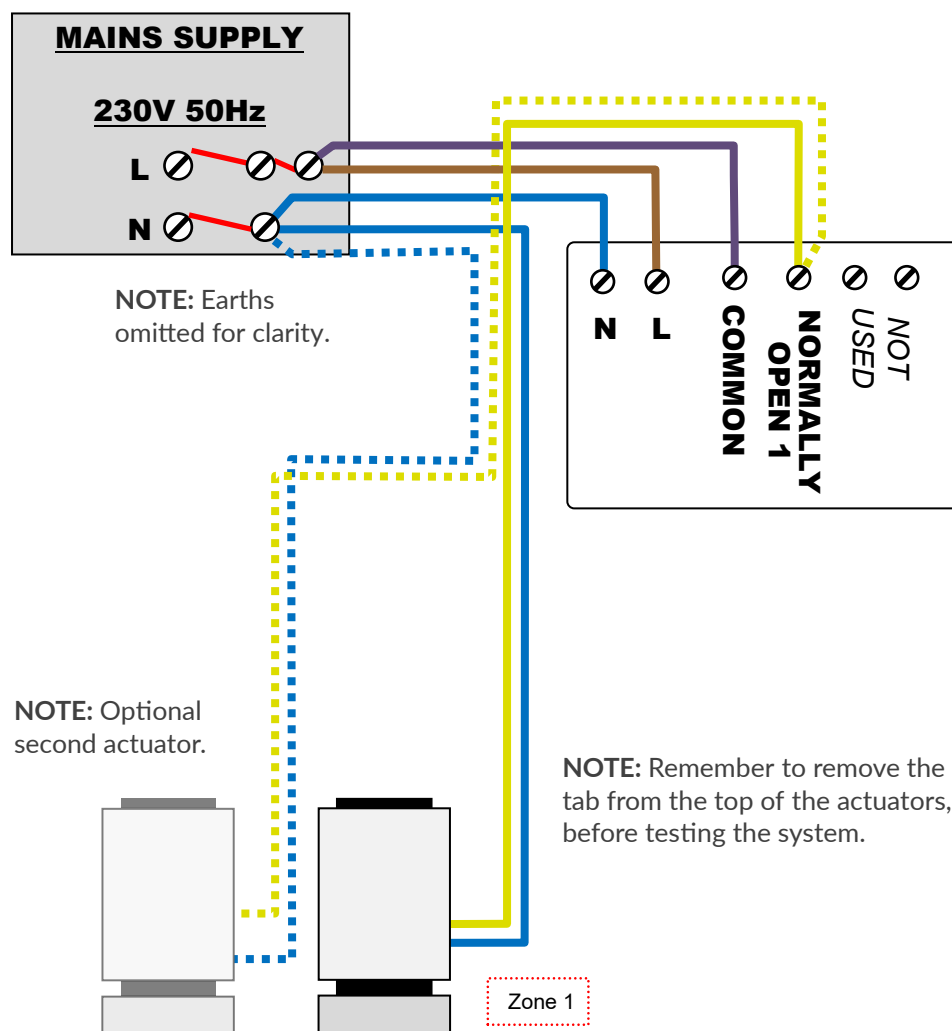 MAINS SUPPLY
230V 50Hz
L
N
NOTE: Earths
omitted for clarity.
N
L
COMMON
NORMALLY
OPEN 1
NOT
USED
NOTE: Optional
second actuator.
NOTE: Remember to remove the
tab from the top of the actuators,
before testing the system.
Zone 1